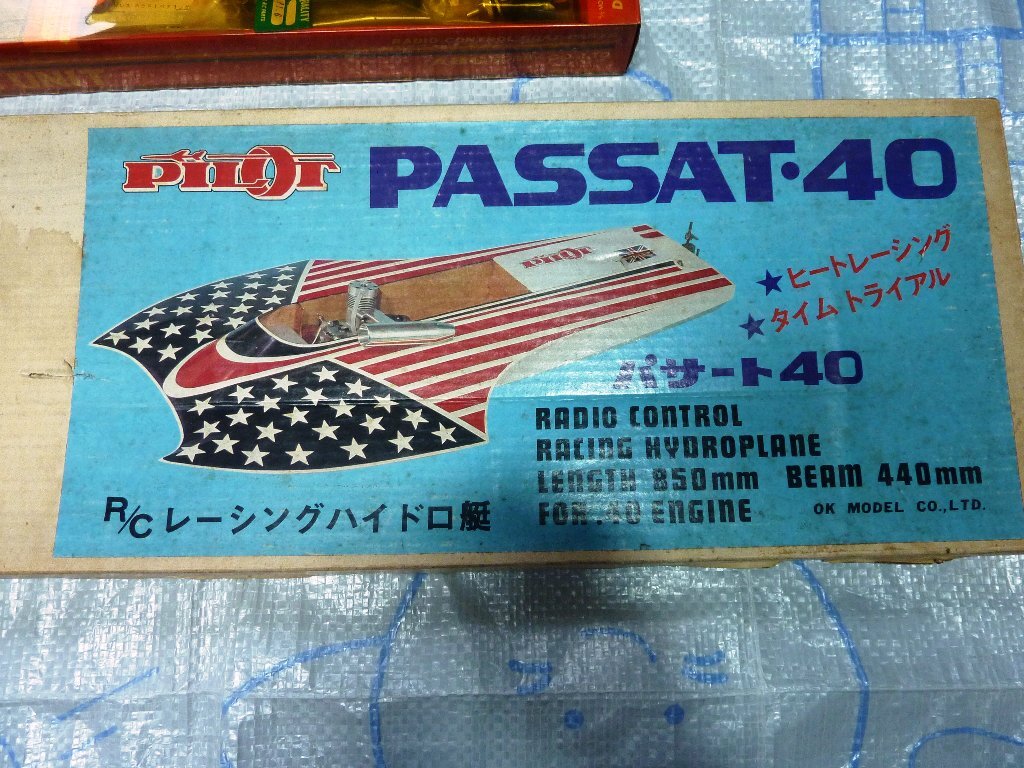 PILOT
PASSAT・40
PILOT
★ヒートレーシング
★タイムトライアル
パサート40
RADIO CONTROL
RACING HYDROPLANE
LENGTH 850mm BEAM 440mm
FOR .40 ENGINE
OK MODEL CO.,LTD.
R/C レーシングハイドロ艇